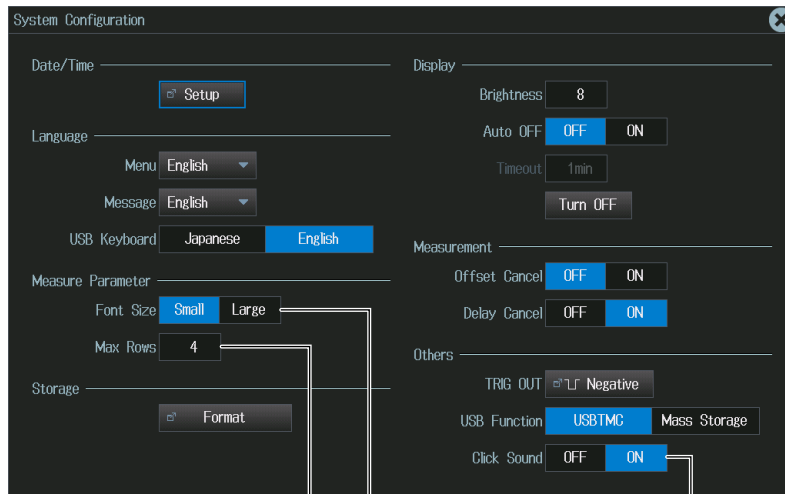 System Configuration
Date/Time
Setup
Language
Menu English
Message English
USB Keyboard Japanese English
Measure Parameter
Font Size Small Large
Max Rows 4
Storage
Format
Display
Brightness 8
Auto OFF OFF ON
Timeout 1min
Turn OFF
Measurement
Offset Cancel OFF ON
Delay Cancel OFF ON
Others
TRIG OUT Negative
USB Function USBTMC Mass Storage
Click Sound OFF ON